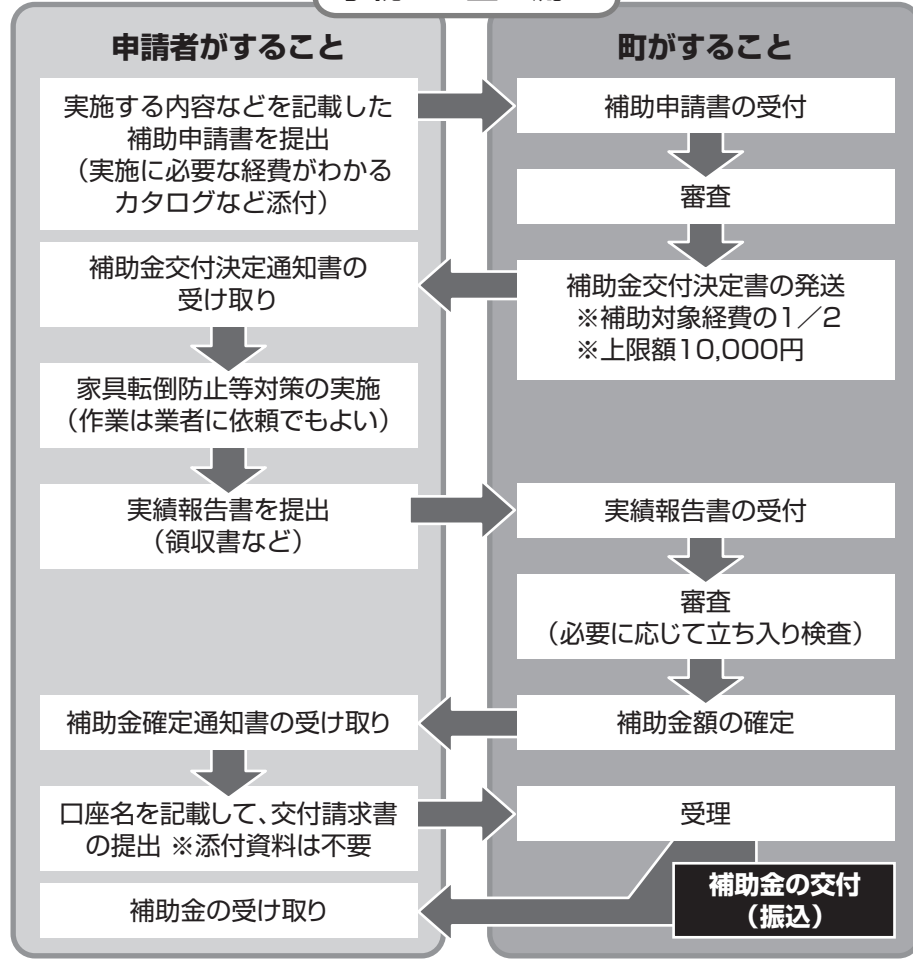 申請者がすること
実施する内容などを記載した
補助申請書を提出
（実施に必要な経費がわかる
カタログなど添付）
補助金交付決定通知書の
受け取り
家具転倒防止等対策の実施
（作業は業者に依頼でもよい）
実績報告書を提出
（領収書など）
補助金確定通知書の受け取り
口座名を記載して、交付請求書
の提出 ※添付資料は不要
補助金の受け取り
町がすること
補助申請書の受付
審査
補助金交付決定書の発送
※補助対象経費の1／2
※上限額10,000円
実績報告書の受付
審査
（必要に応じて立ち入り検査）
補助金額の確定
受理
補助金の交付
（振込）